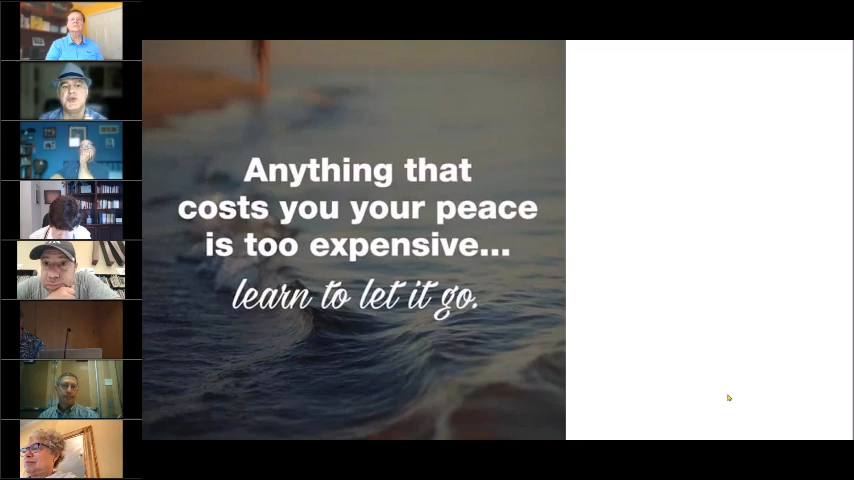 Anything that
costs you your peace
is too expensive...
learn to let it go.